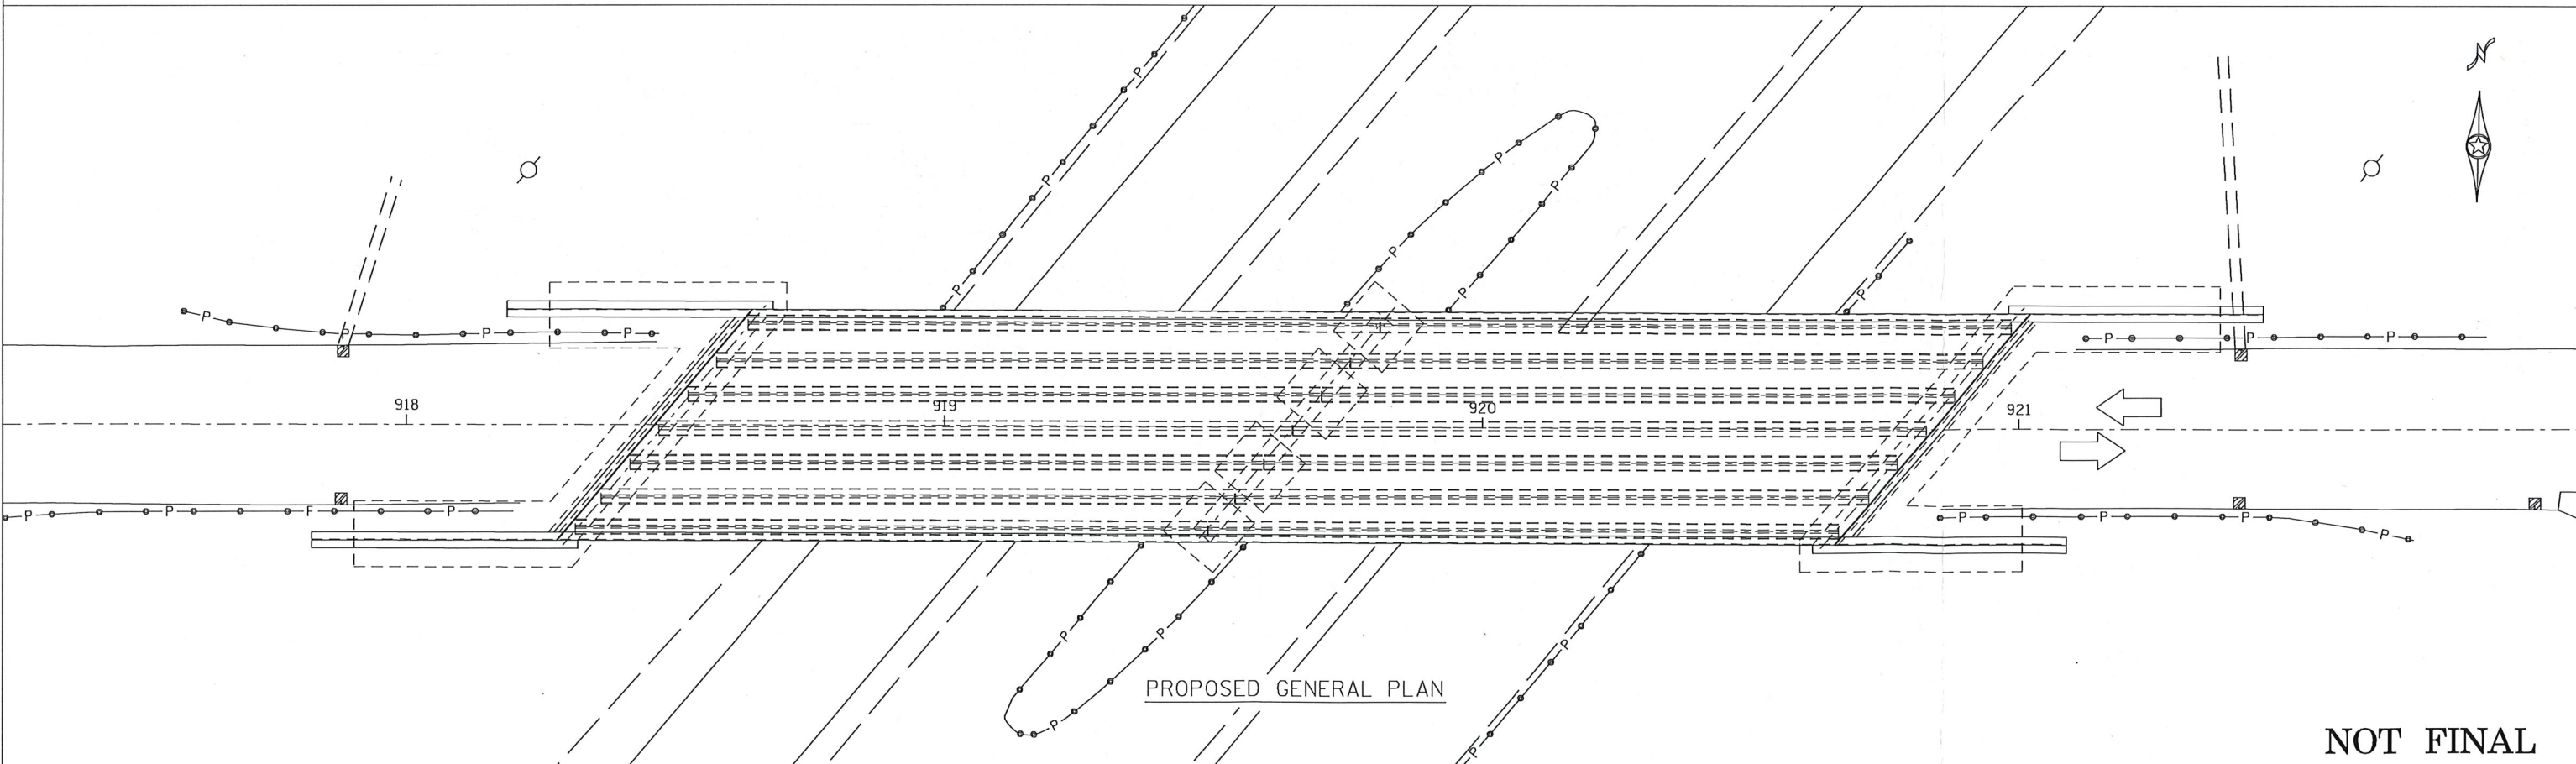 N
P P P
P P P
P P P
P P P P P P P P
918 919 920 921
P P F P P P P P
P P P P P
PROPOSED GENERAL PLAN
NOT FINAL